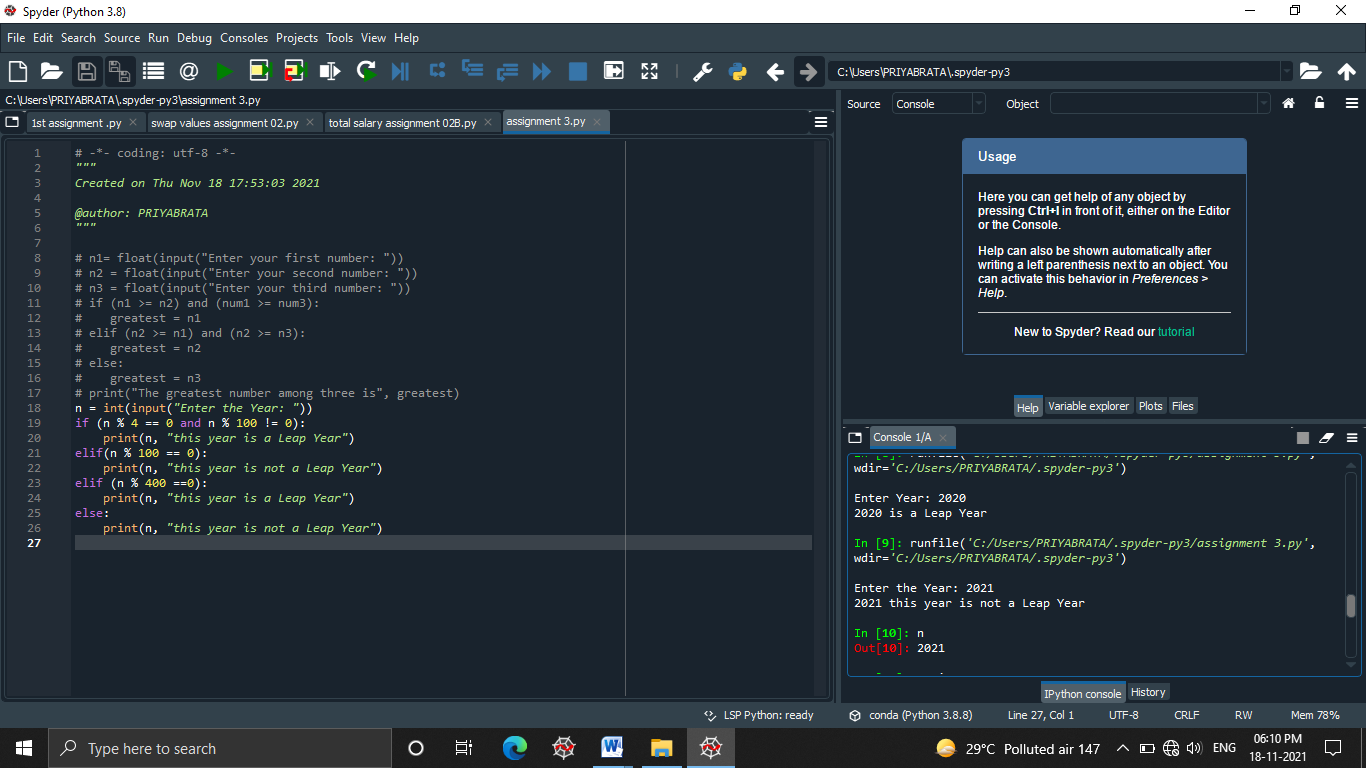 Spyder (Python 3.8)
File Edit Search Source Run Debug Consoles Projects Tools View Help
C:\Users\PRIYABRATA\.spyder-py3
C:\Users\PRIYABRATA\.spyder-py3\assignment 3.py
1st assignment .py swap values assignment 02.py total salary assignment 02B.py assignment 3.py
1 # -*- coding: utf-8 -*-
2 """
3 Created on Thu Nov 18 17:53:03 2021
4
5 @author: PRIYABRATA
6 """
7
8 # n1= float(input("Enter your first number: "))
9 # n2 = float(input("Enter your second number: "))
10 # n3 = float(input("Enter your third number: "))
11 # if (n1 >= n2) and (num1 >= num3):
12 #    greatest = n1
13 # elif (n2 >= n1) and (n2 >= n3):
14 #    greatest = n2
15 # else:
16 #    greatest = n3
17 # print("The greatest number among three is", greatest)
18 n = int(input("Enter the Year: "))
19 if (n % 4 == 0 and n % 100 != 0):
20     print(n, "this year is a Leap Year")
21 elif(n % 100 == 0):
22     print(n, "this year is not a Leap Year")
23 elif (n % 400 ==0):
24     print(n, "this year is a Leap Year")
25 else:
26     print(n, "this year is not a Leap Year")
27
Source Console Object
Usage
Here you can get help of any object by
pressing Ctrl+I in front of it, either on the Editor
or the Console.
Help can also be shown automatically after
writing a left parenthesis next to an object. You
can activate this behavior in Preferences >
Help.
New to Spyder? Read our tutorial
Help Variable explorer Plots Files
Console 1/A
wdir='C:/Users/PRIYABRATA/.spyder-py3')
Enter Year: 2020
2020 is a Leap Year
In [9]: runfile('C:/Users/PRIYABRATA/.spyder-py3/assignment 3.py',
wdir='C:/Users/PRIYABRATA/.spyder-py3')
Enter the Year: 2021
2021 this year is not a Leap Year
In [10]: n
Out[10]: 2021
IPython console History
LSP Python: ready conda (Python 3.8.8) Line 27, Col 1 UTF-8 CRLF RW Mem 78%
Type here to search
29°C Polluted air 147 ENG
06:10 PM
18-11-2021